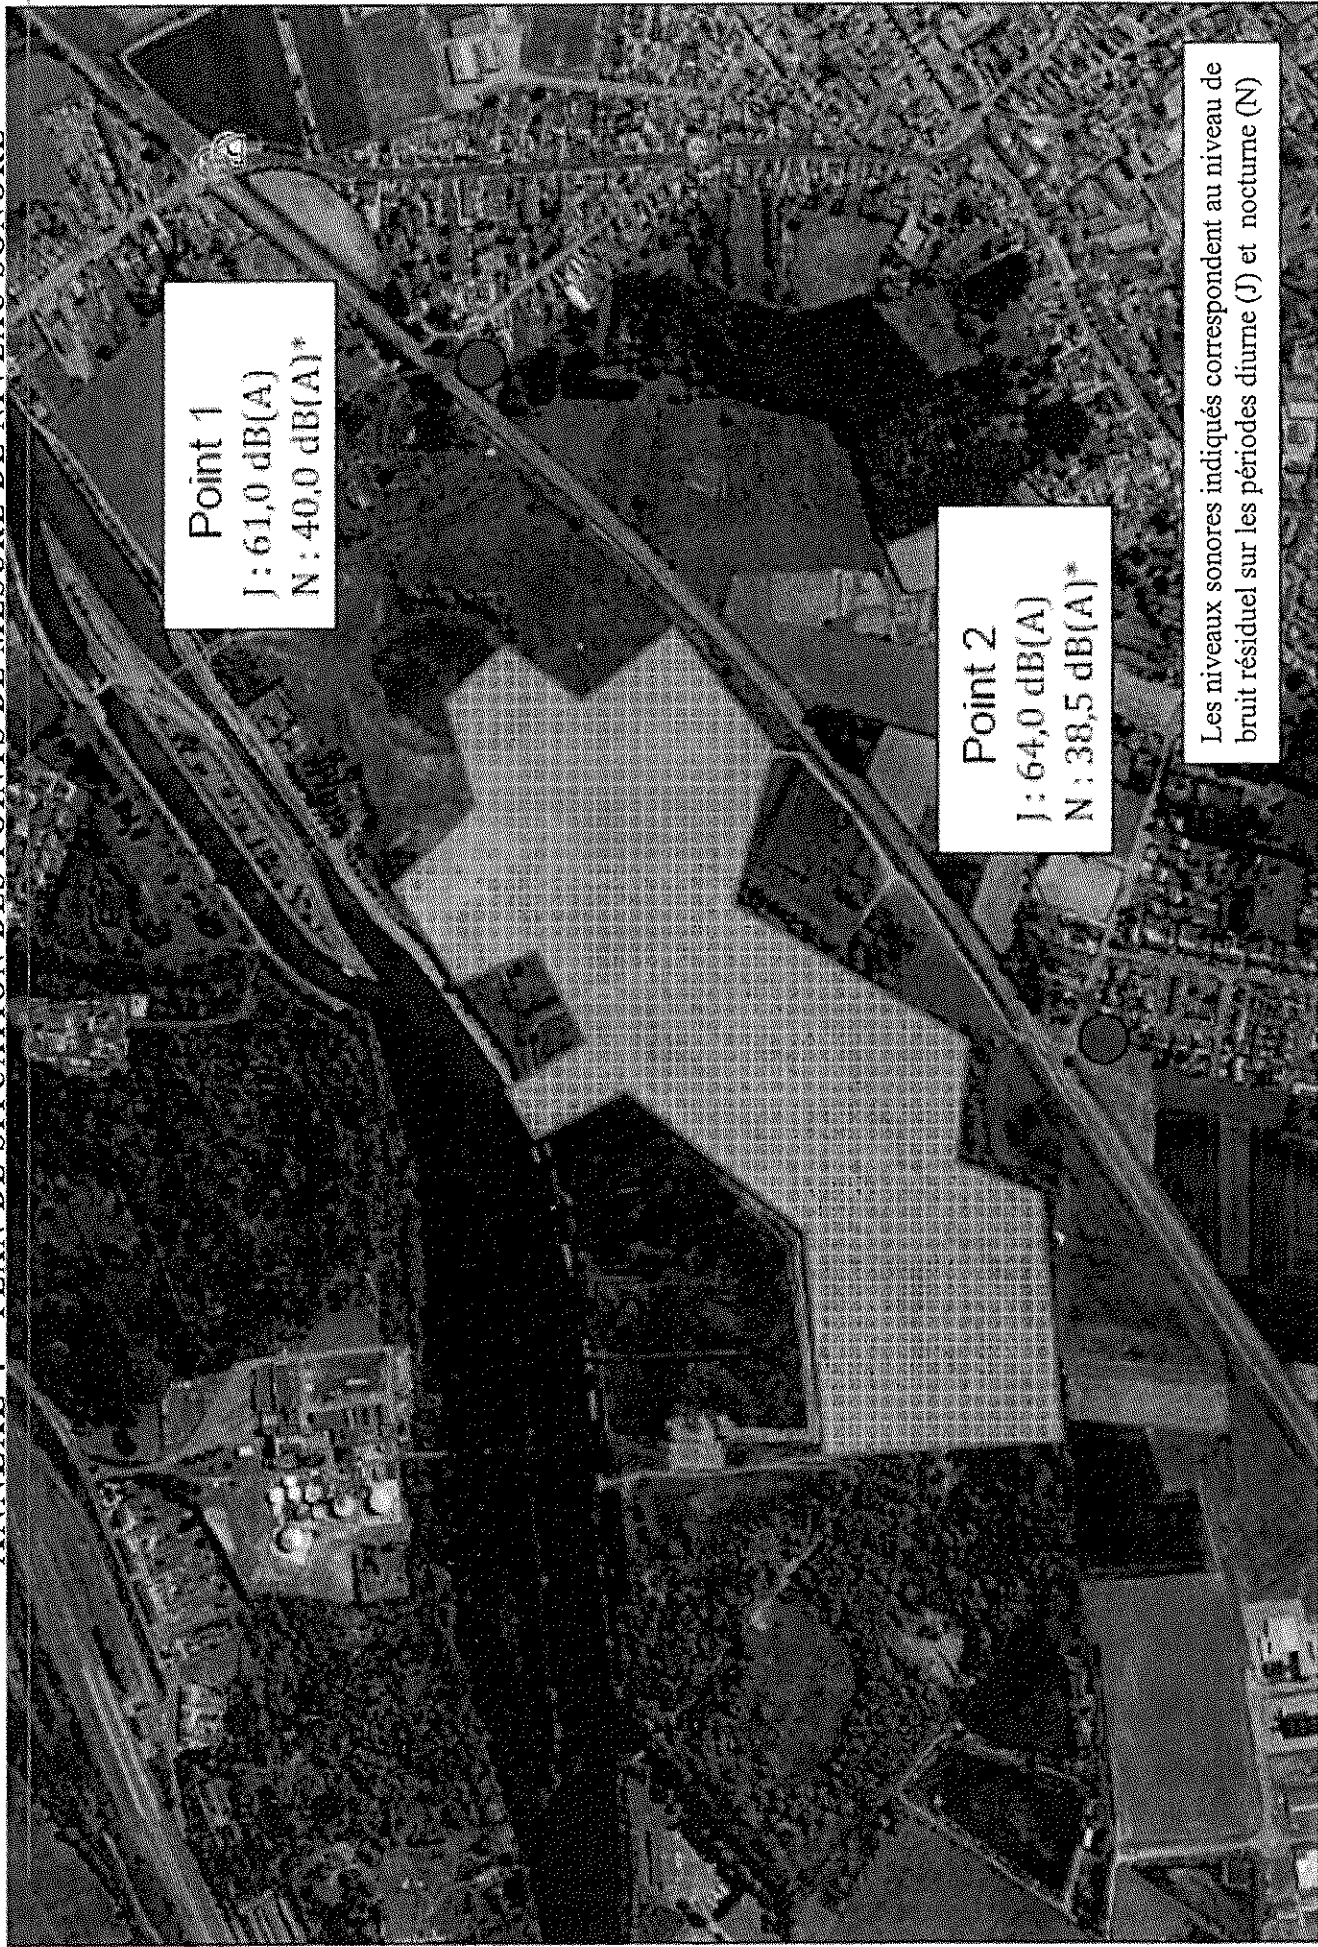 Point 1
J : 61,0 dB(A)
N : 40,0 dB(A)*
Point 2
J : 64,0 dB(A)
N : 38,5 dB(A)*
Les niveaux sonores indiqués correspondent au niveau de
bruit résiduel sur les périodes diurne (J) et nocturne (N)